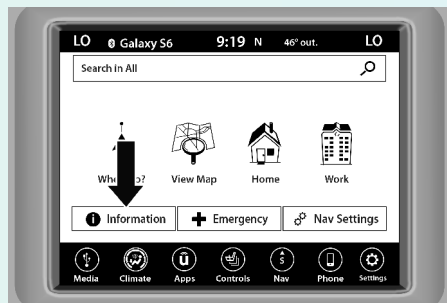 LO Galaxy S6 9:19 N 46° out. LO
Search in All
View Map Home Work
Information Emergency Nav Settings
Media Climate Apps Controls Nav Phone Settings